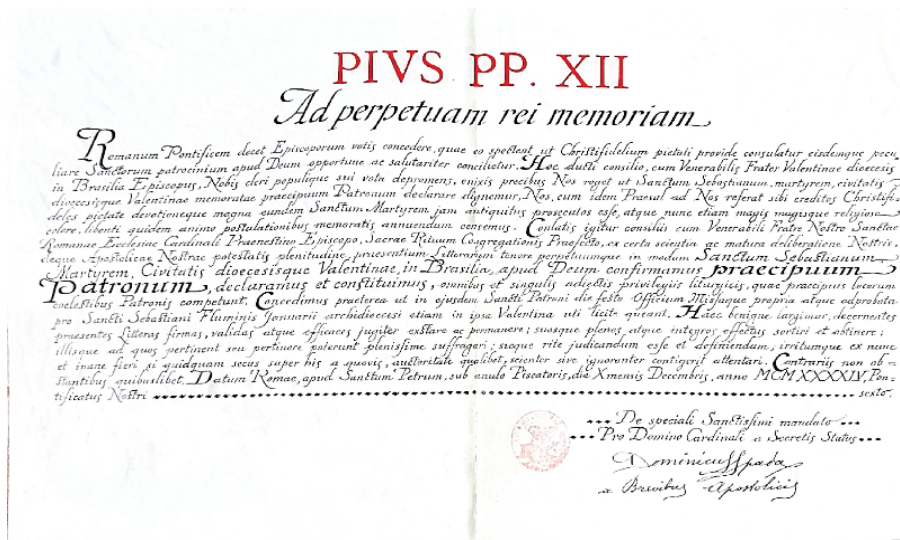 PIVS PP. XII
Ad perpetuam rei memoriam
Romanum Pontificem decet Episcoporum votis concedere, quae eo spectent ut Christifidelium pietati provide consulatur eisdemque pecu=
liare Sanctorum patrocinium apud Deum opportune ac salutariter concilietur. Hoc ducti consilio, cum Venerabilis Frater Valentinae dioecesis
in Brasilia Episcopus, Nobis cleri populique sui vota depromens, enixis precibus Nos roget ut Sanctum Sebastianum, martyrem, civitatis
dioecesisque Valentinae memoratae praecipuum Patronum declarare dignemur, Nos, cum idem Praesul ad Nos referat sibi creditos Christifi=
deles pietate devotioneque magna eundem Sanctum Martyrem jam antiquitus prosecutos esse, atque nunc etiam magis magisque religiose
colere, libenti quidem animo postulationibus memoratis annuendum censemus. Conlatis igitur consiliis cum Venerabili Fratre Nostro Sanctae
Romanae Ecclesiae Cardinali Praenestino Episcopo, Sacrae Rituum Congregationis Praefecto, ex certa scientia ac matura deliberatione Nostris,
deque Apostolicae Nostrae potestatis plenitudine, praesentium Litterarum tenore perpetuumque in modum Sanctum Sebastianum
Martyrem, Civitatis dioecesisque Valentinae, in Brasilia, apud Deum confirmamus praecipuum
Patronum, declaramus et constituimus, omnibus et singulis adiectis privilegiis liturgicis, quae praecipuis locorum
coelestibus Patronis competunt. Concedimus praeterea ut in ejusdem Sancti Patroni die festo Officium Missaque propria atque adprobata
pro Sancti Sebastiani Fluminis Januarii archidioecesi etiam in ipsa Valentina uti licite queant. Haec benigne largimur, decernentes
praesentes Litteras firmas, validas atque efficaces jugiter exstare ac permanere; suosque plenos atque integros effectus sortiri et obtinere;
illisque ad quos pertinent seu pertinere poterunt plenissime suffragari; sicque rite judicandum esse et definiendum, irritumque ex nunc
et inane fieri si quidquam secus super his a quovis, auctoritate qualibet, scienter sive ignoranter contigerit attentari. Contrariis non ob=
stantibus quibuslibet. Datum Romae, apud Sanctum Petrum, sub anulo Piscatoris, die X mensis Decembris, anno MCMXXXXIV, Pon=
tificatus Nostri sexto.
De speciali Sanctissimi mandato
Pro Domino Cardinali a Secretis Status
Dominicus Spada
a Brevibus Apostolicis